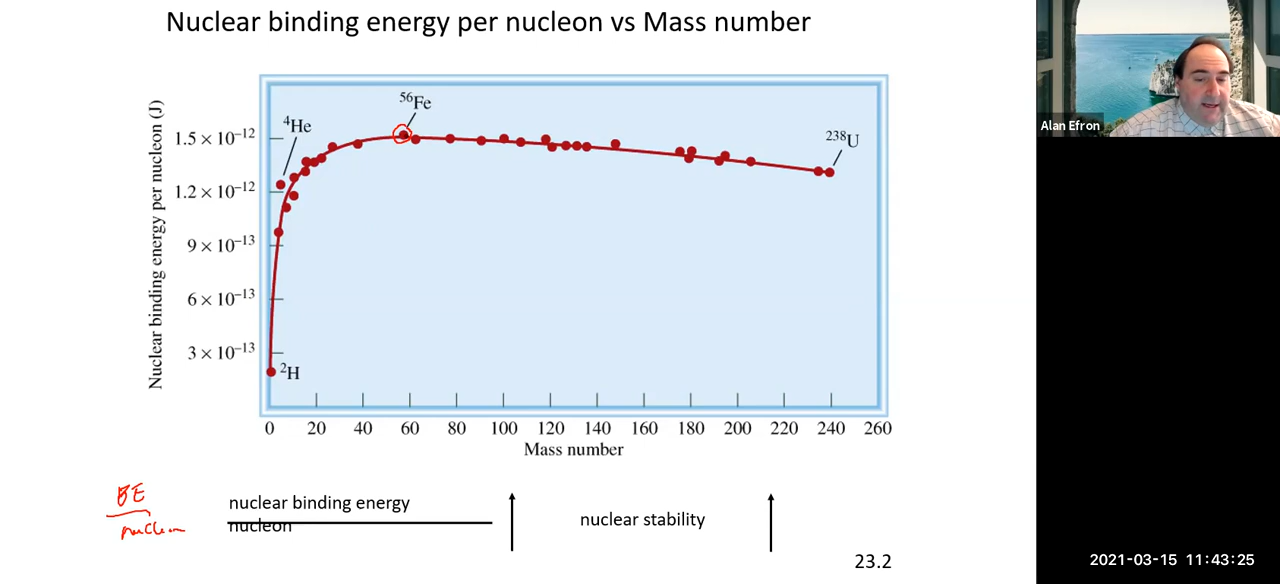 Nuclear binding energy per nucleon vs Mass number
Alan Efron
Nuclear binding energy per nucleon (J)
1.5 × 10⁻¹²
1.2 × 10⁻¹²
9 × 10⁻¹³
6 × 10⁻¹³
3 × 10⁻¹³
⁴He
⁵⁶Fe
²³⁸U
²H
0 20 40 60 80 100 120 140 160 180 200 220 240 260
Mass number
BE
nucleon
nuclear binding energy
nucleon
nuclear stability
23.2
2021-03-15 11:43:25